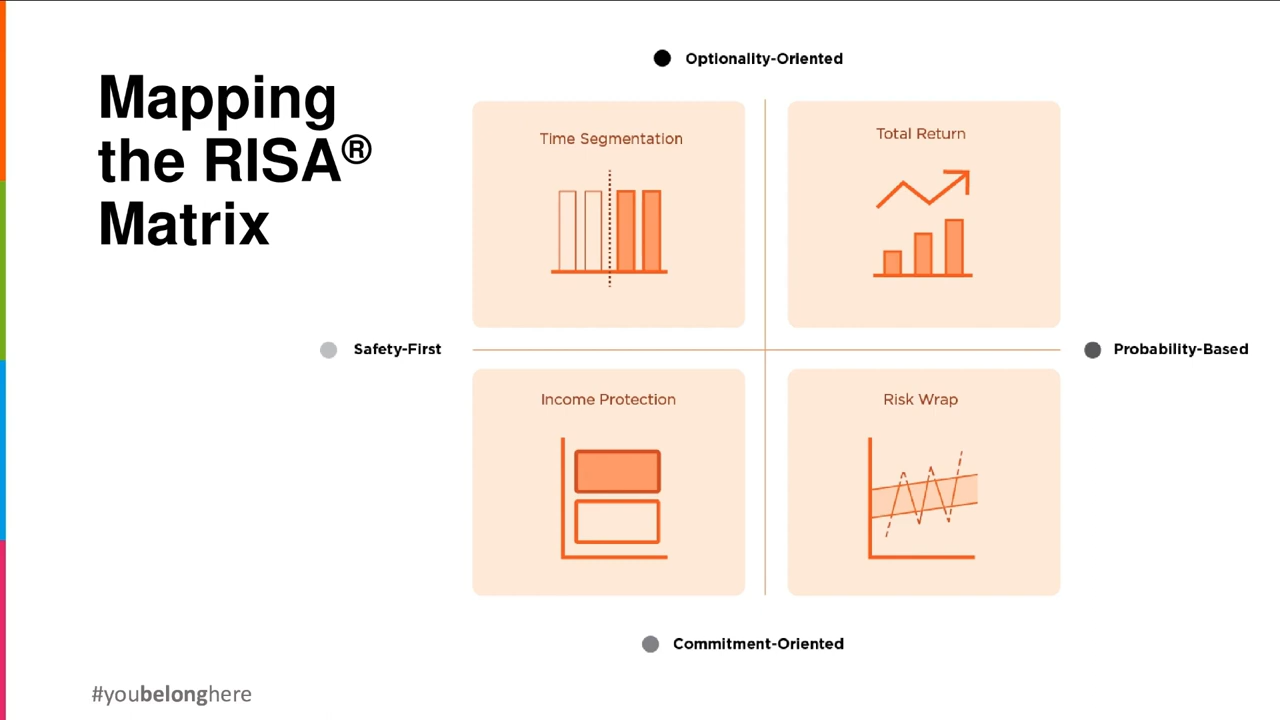 Mapping
the RISA®
Matrix
Optionality-Oriented
Time Segmentation
Total Return
Safety-First
Probability-Based
Income Protection
Risk Wrap
Commitment-Oriented
#youbelonghere